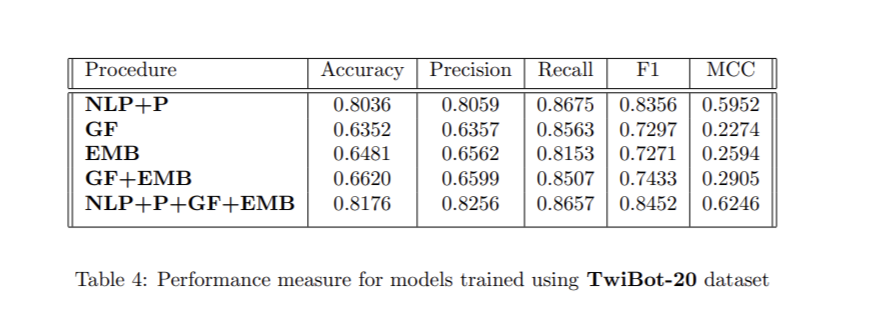 Procedure Accuracy Precision Recall F1 MCC
NLP+P 0.8036 0.8059 0.8675 0.8356 0.5952
GF 0.6352 0.6357 0.8563 0.7297 0.2274
EMB 0.6481 0.6562 0.8153 0.7271 0.2594
GF+EMB 0.6620 0.6599 0.8507 0.7433 0.2905
NLP+P+GF+EMB 0.8176 0.8256 0.8657 0.8452 0.6246
Table 4: Performance measure for models trained using TwiBot-20 dataset